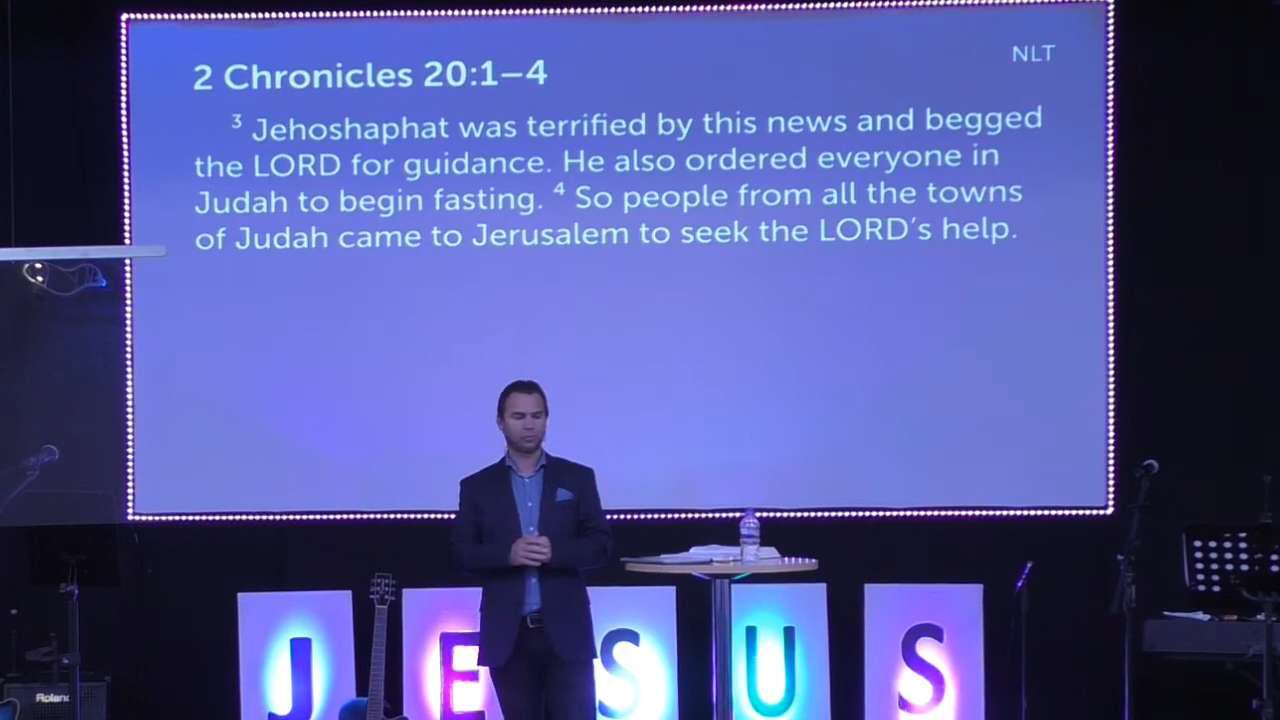 NLT
2 Chronicles 20:1–4
3 Jehoshaphat was terrified by this news and begged
the LORD for guidance. He also ordered everyone in
Judah to begin fasting. 4 So people from all the towns
of Judah came to Jerusalem to seek the LORD's help.
JESUS
Roland